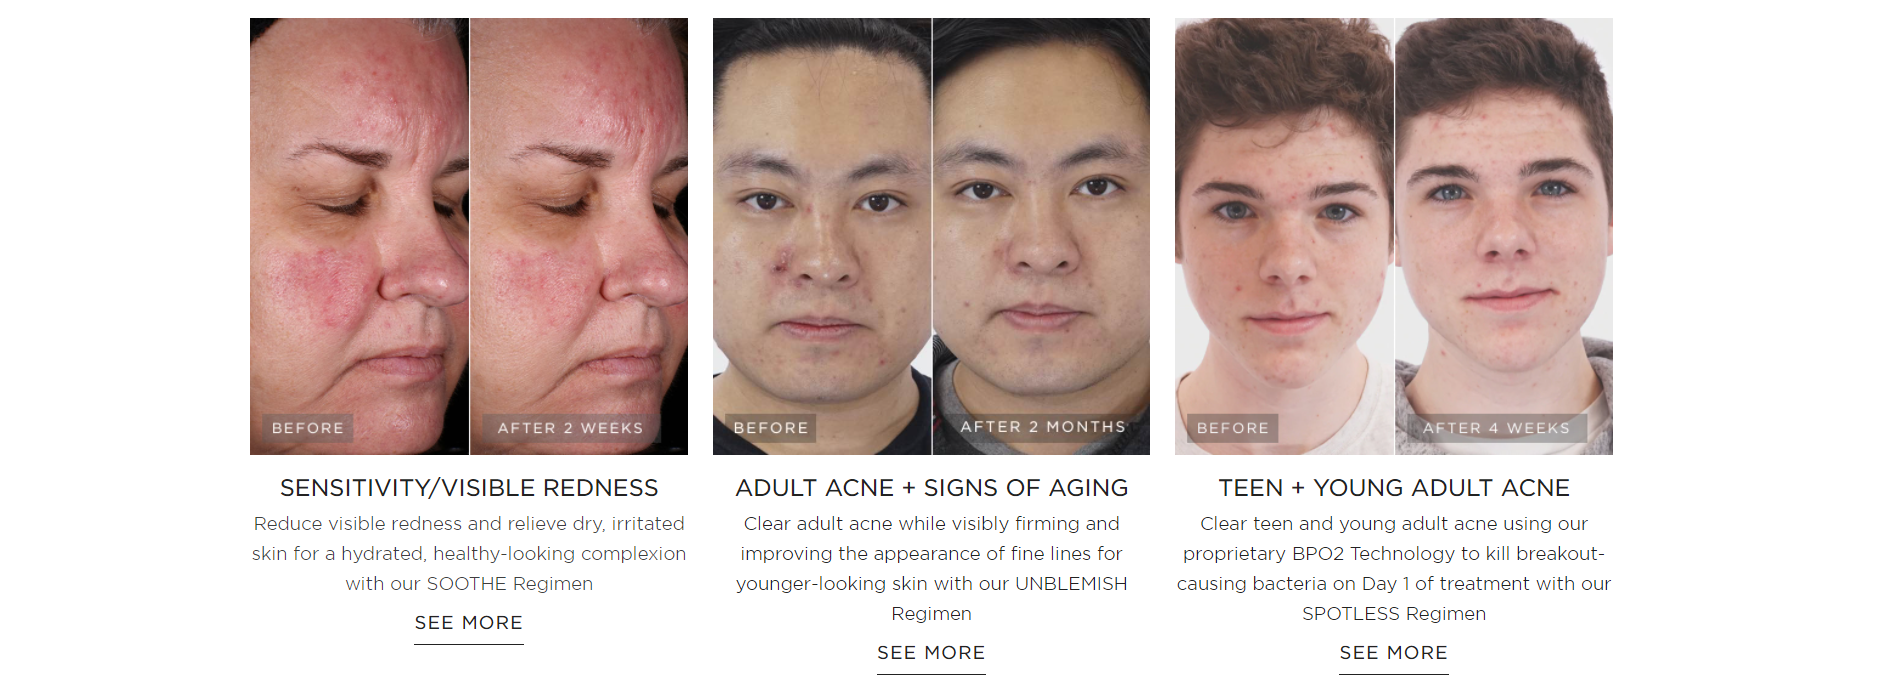 BEFORE
AFTER 2 WEEKS
SENSITIVITY/VISIBLE REDNESS
Reduce visible redness and relieve dry, irritated
skin for a hydrated, healthy-looking complexion
with our SOOTHE Regimen
SEE MORE
BEFORE
AFTER 2 MONTHS
ADULT ACNE + SIGNS OF AGING
Clear adult acne while visibly firming and
improving the appearance of fine lines for
younger-looking skin with our UNBLEMISH
Regimen
SEE MORE
BEFORE
AFTER 4 WEEKS
TEEN + YOUNG ADULT ACNE
Clear teen and young adult acne using our
proprietary BPO2 Technology to kill breakout-
causing bacteria on Day 1 of treatment with our
SPOTLESS Regimen
SEE MORE